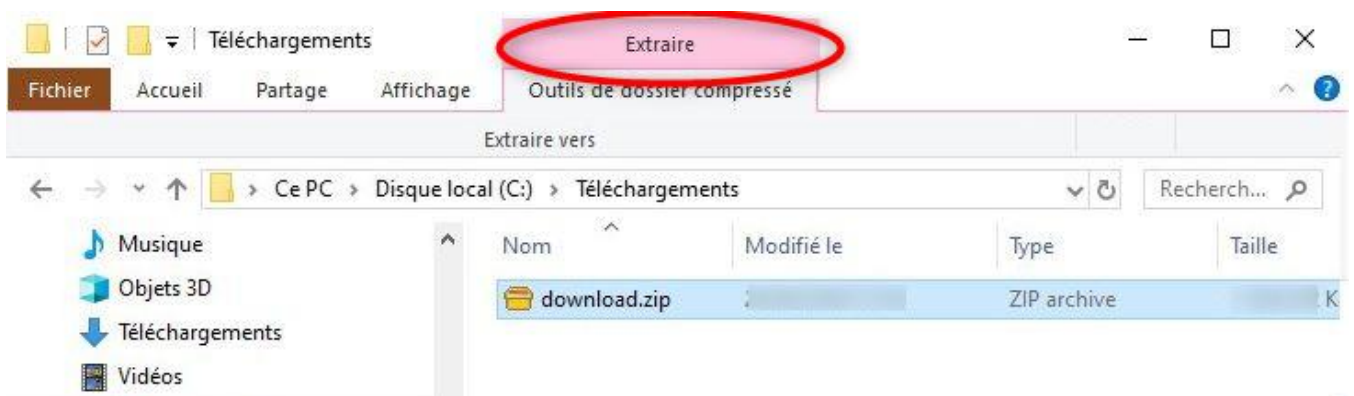 Téléchargements
Extraire
Fichier Accueil Partage Affichage Outils de dossier compressé
Extraire vers
Ce PC > Disque local (C:) > Téléchargements Recherch...
Musique Nom Modifié le Type Taille
Objets 3D
download.zip ZIP archive K
Téléchargements
Vidéos